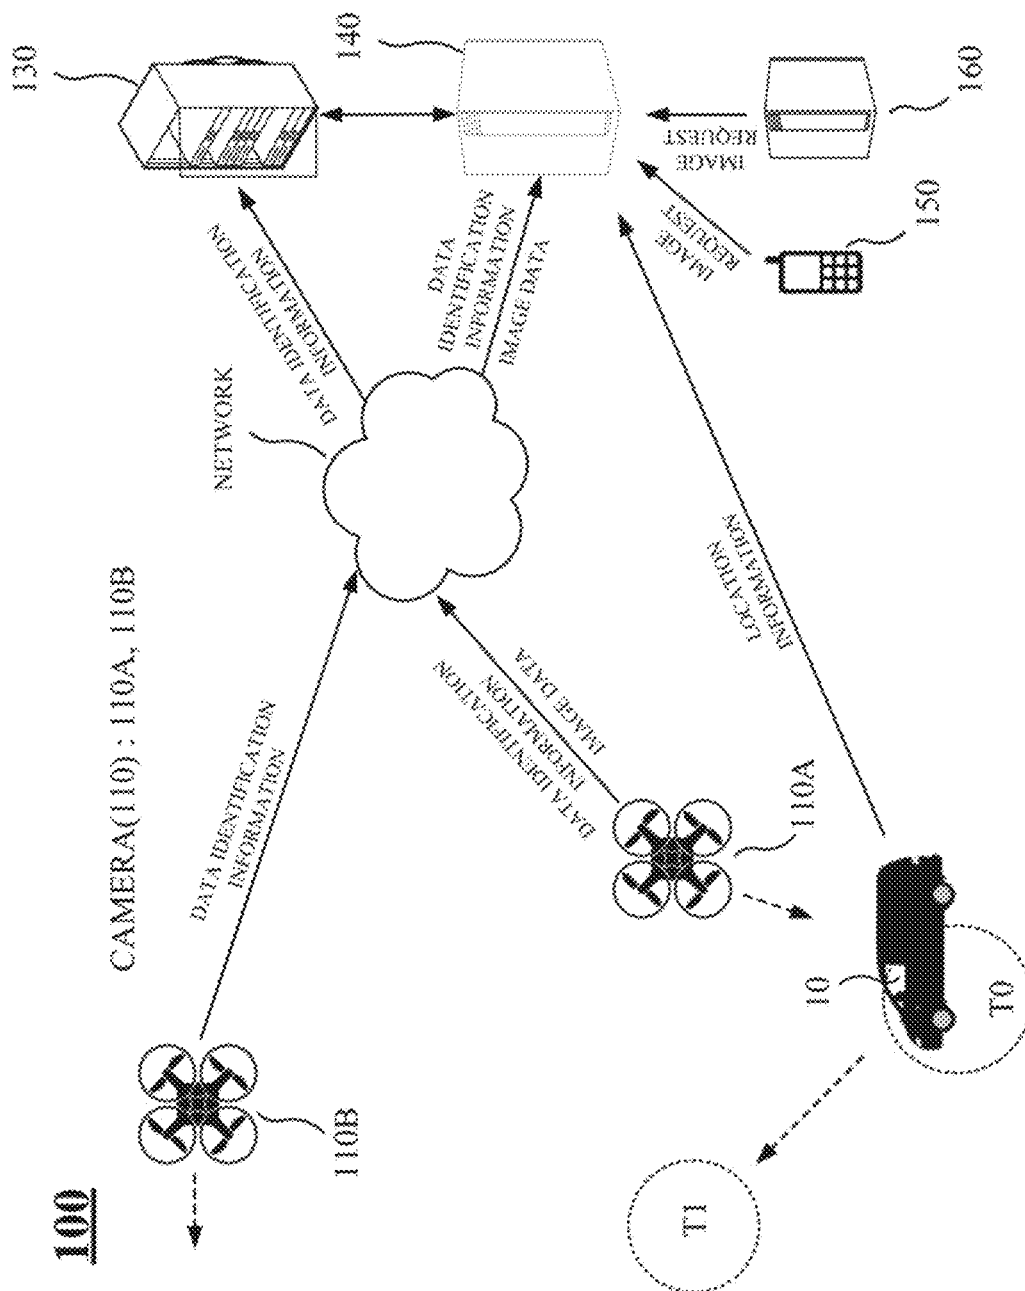 100
CAMERA(110) : 110A, 110B
110B
DATA IDENTIFICATION
INFORMATION
NETWORK
DATA IDENTIFICATION
INFORMATION
130
140
DATA
IDENTIFICATION
INFORMATION
IMAGE DATA
DATA IDENTIFICATION
INFORMATION
IMAGE DATA
110A
LOCATION
INFORMATION
IMAGE
REQUEST
150
IMAGE
REQUEST
160
10
T0
T1